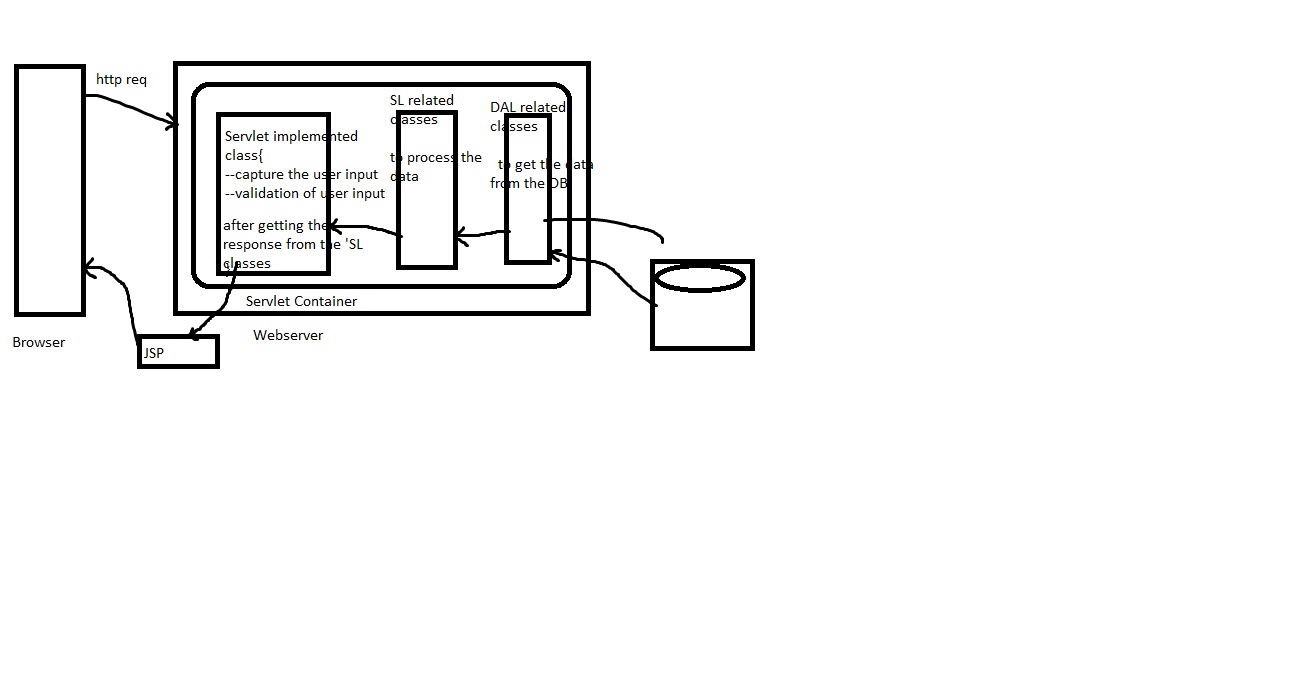 http req
SL related
classes
DAL related
classes
Servlet implemented
class{
--capture the user input
--validation of user input
to process the
data
to get the data
from the DB
after getting the
response from the 'SL
classes
}
Servlet Container
Webserver
Browser
JSP